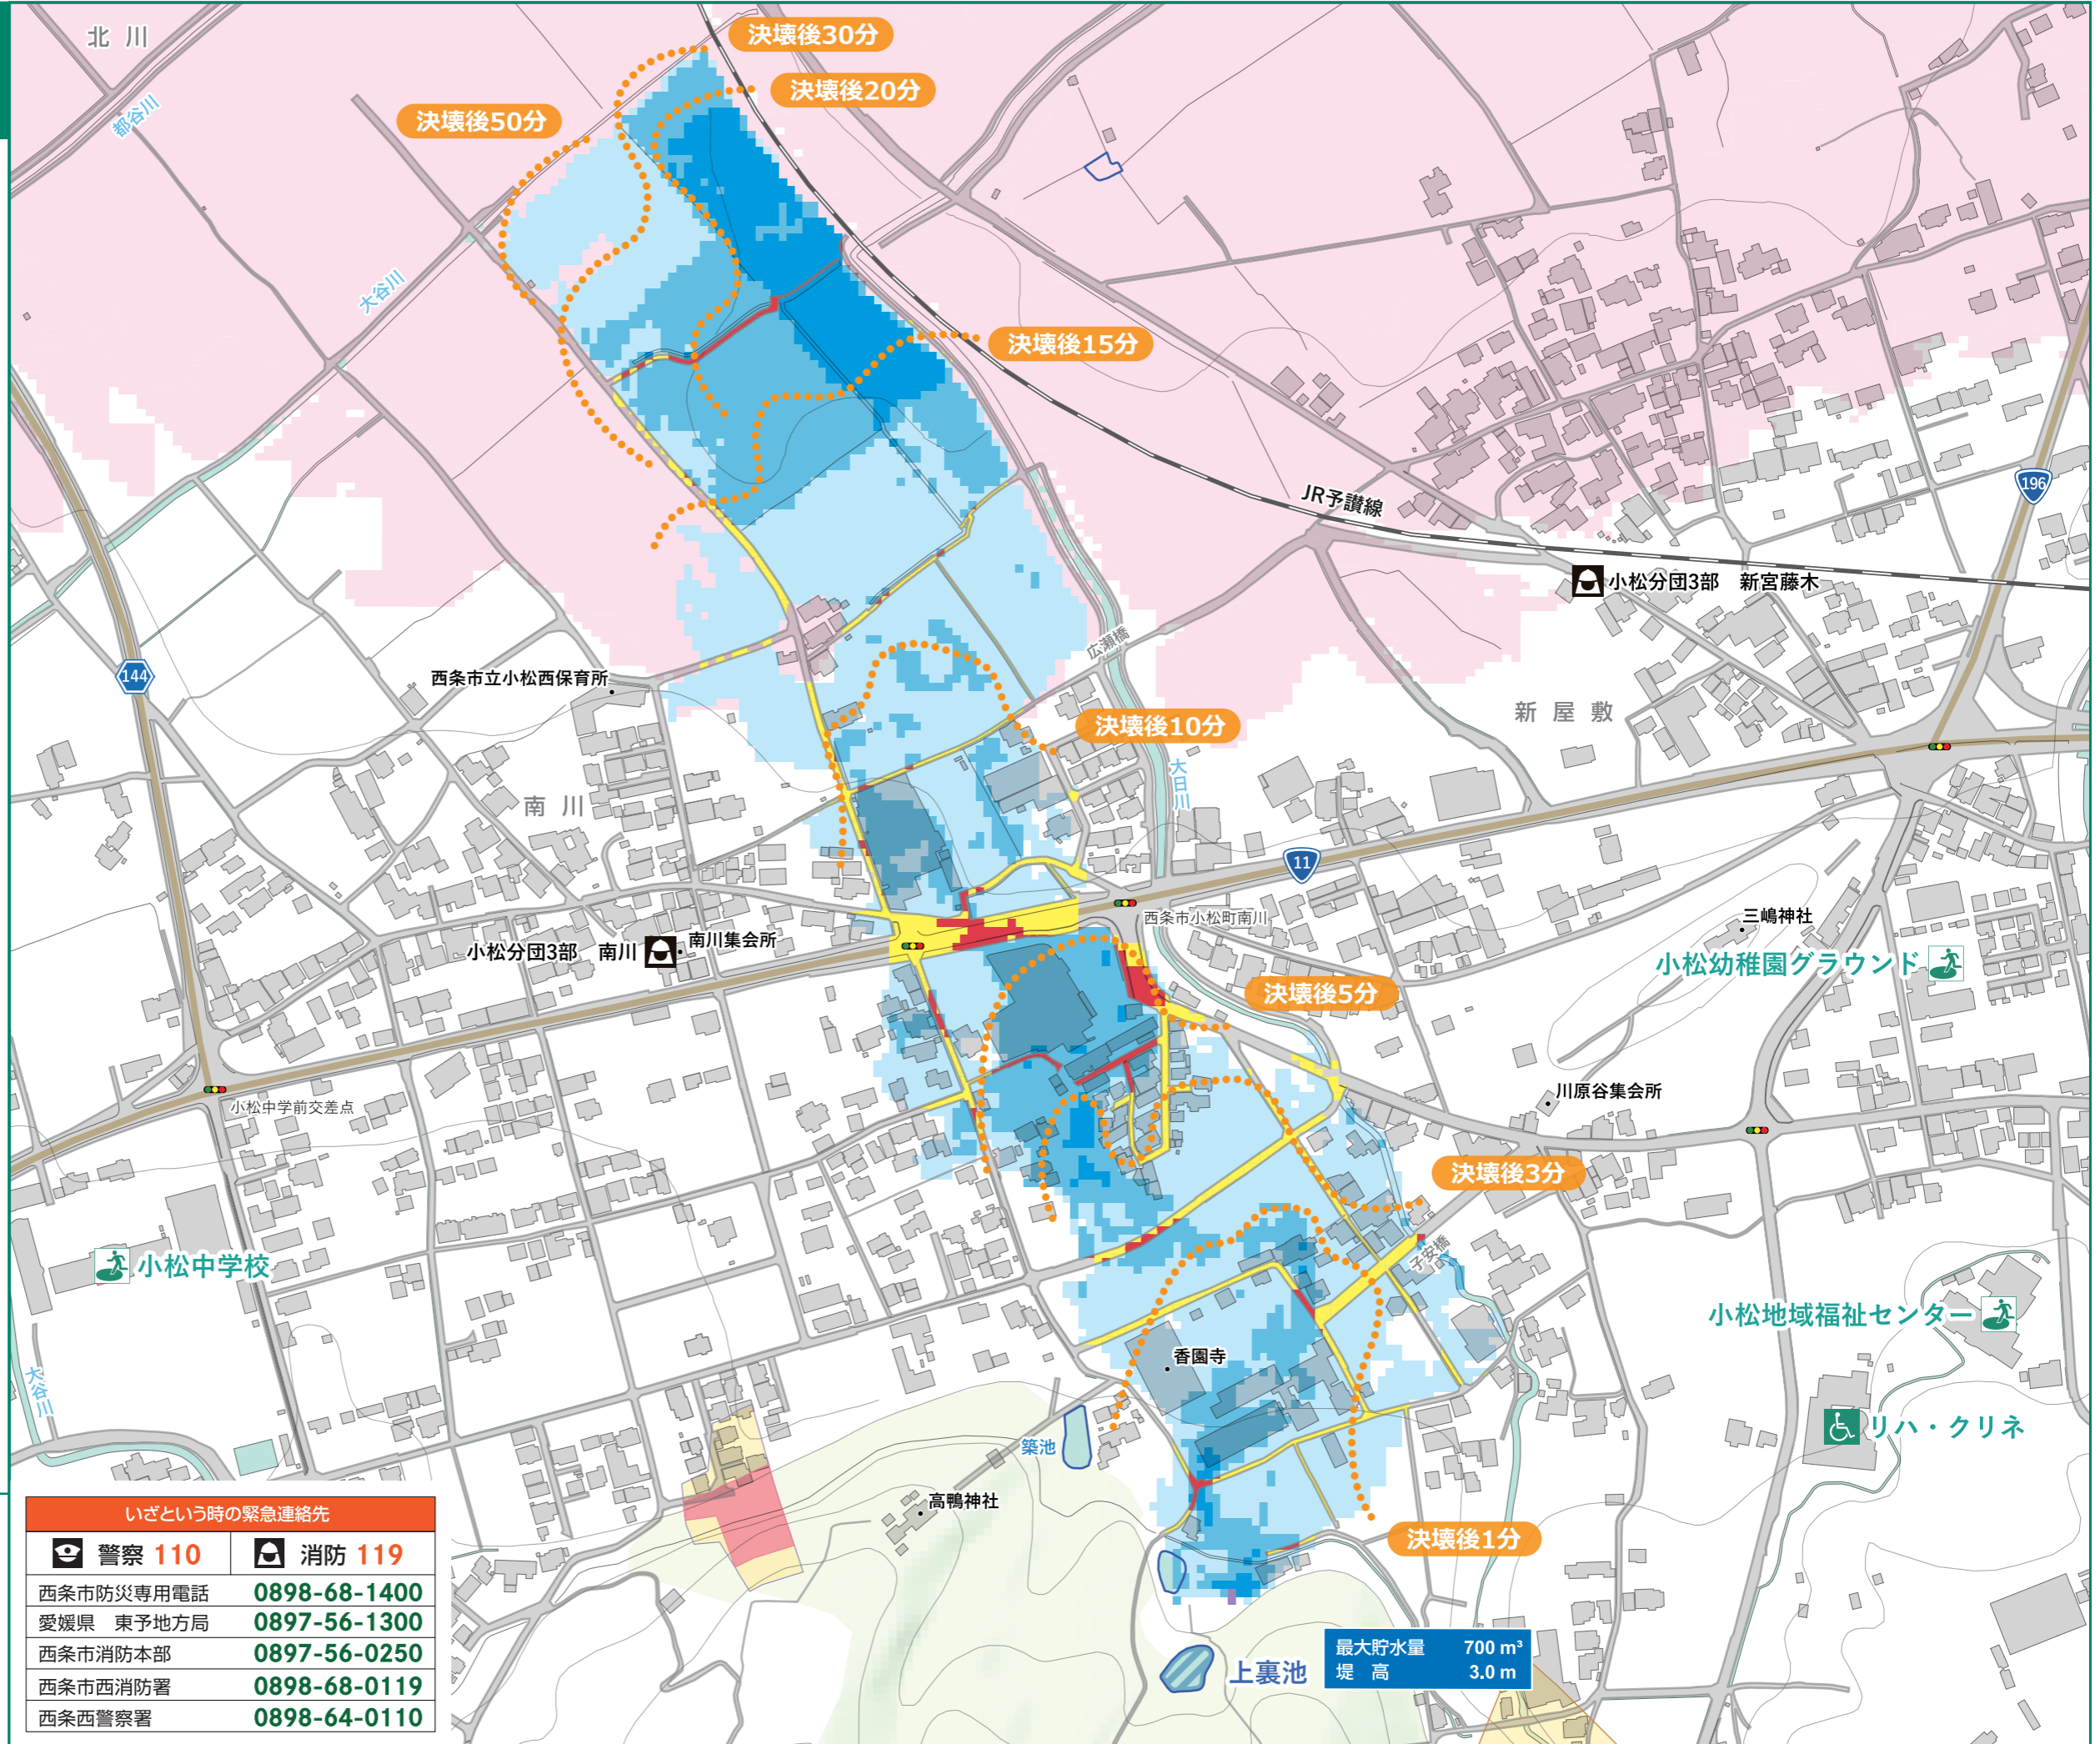 北川
都谷川
決壊後30分
決壊後20分
決壊後50分
大谷川
決壊後15分
JR予讃線
196
小松分団3部　新宮藤木
144
西条市立小松西保育所
広瀬橋
新屋敷
決壊後10分
大日川
南川
11
西条市小松町南川
三嶋神社
小松幼稚園グラウンド
小松分団3部　南川
南川集会所
決壊後5分
小松中学前交差点
川原谷集会所
決壊後3分
子安橋
小松中学校
小松地域福祉センター
香園寺
大谷川
リハ・クリネ
築池
高鴨神社
決壊後1分
いざという時の緊急連絡先
警察 110　消防 119
西条市防災専用電話　0898-68-1400
愛媛県　東予地方局　0897-56-1300
西条市消防本部　0897-56-0250
西条市西消防署　0898-68-0119
西条西警察署　0898-64-0110
上裏池
最大貯水量　700 m³
堤　高　3.0 m